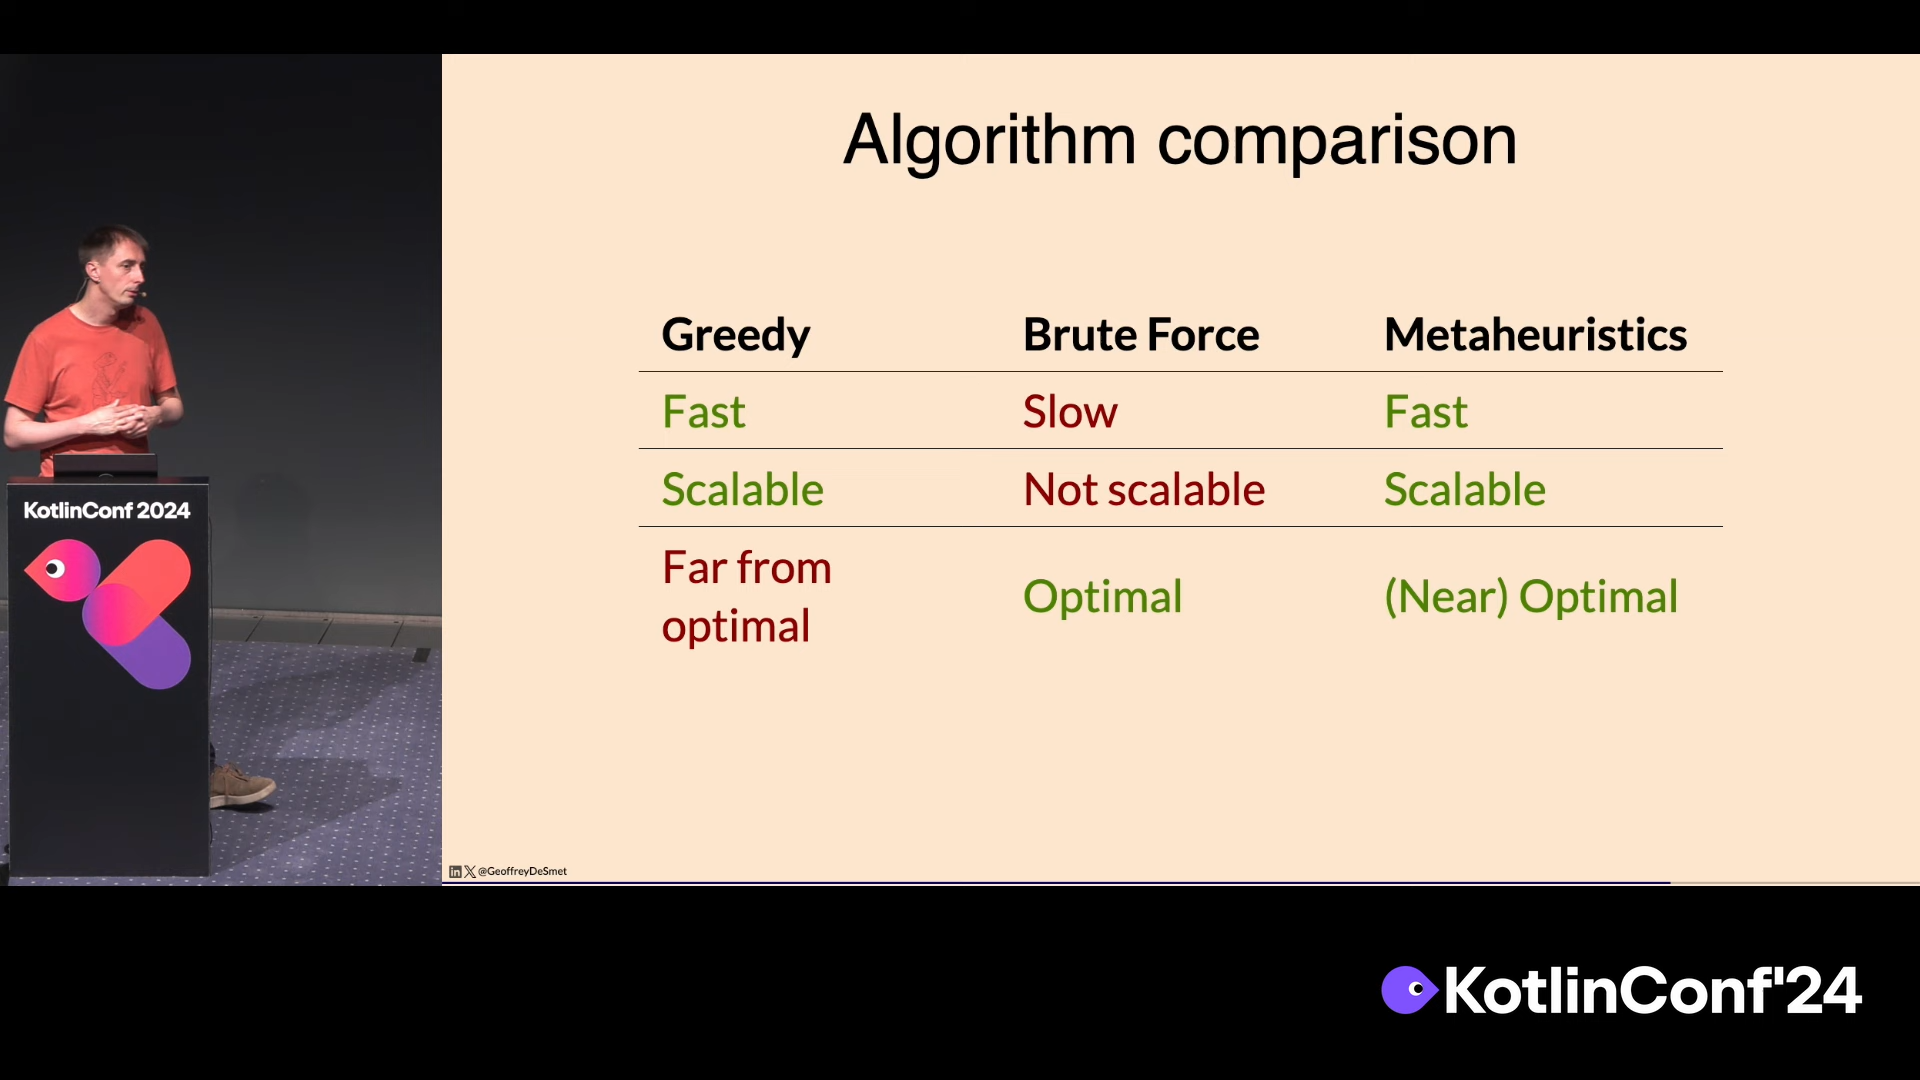 Algorithm comparison
Greedy Brute Force Metaheuristics
Fast Slow Fast
Scalable Not scalable Scalable
Far from optimal Optimal (Near) Optimal
KotlinConf 2024
@GeoffreyDeSmet
KotlinConf'24